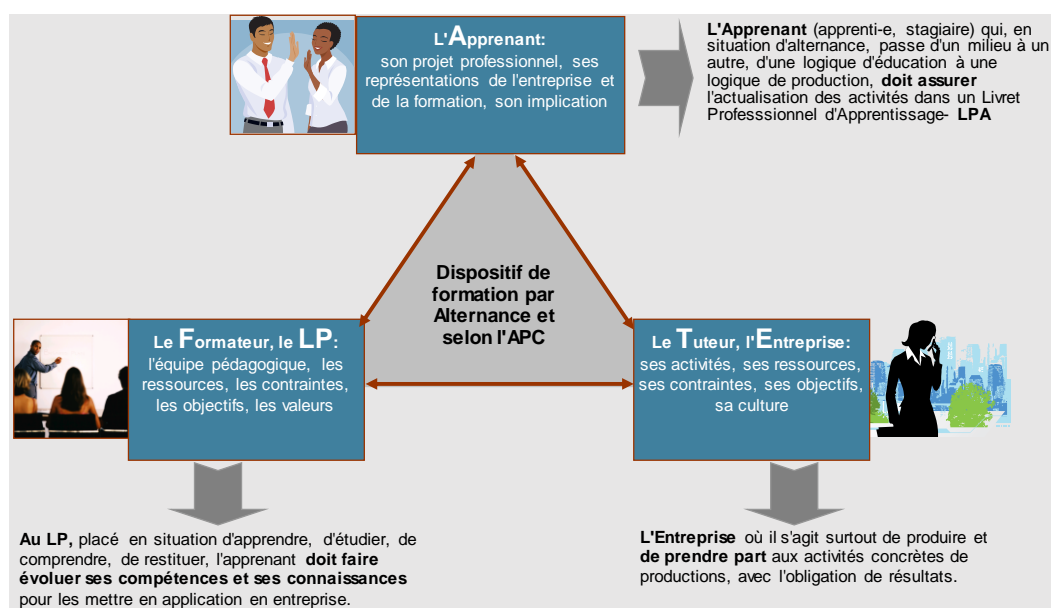 L'Apprenant:
son projet professionnel, ses
représentations de l'entreprise et
de la formation, son implication
L'Apprenant (apprenti-e, stagiaire) qui, en
situation d'alternance, passe d'un milieu à un
autre, d'une logique d'éducation à une
logique de production, doit assurer
l'actualisation des activités dans un Livret
Professsionnel d'Apprentissage- LPA
Dispositif de
formation par
Alternance et
selon l'APC
Le Formateur, le LP:
l'équipe pédagogique, les
ressources, les contraintes,
les objectifs, les valeurs
Le Tuteur, l'Entreprise:
ses activités, ses ressources,
ses contraintes, ses objectifs,
sa culture
Au LP, placé en situation d'apprendre, d'étudier, de
comprendre, de restituer, l'apprenant doit faire
évoluer ses compétences et ses connaissances
pour les mettre en application en entreprise.
L'Entreprise où il s'agit surtout de produire et
de prendre part aux activités concrètes de
productions, avec l'obligation de résultats.